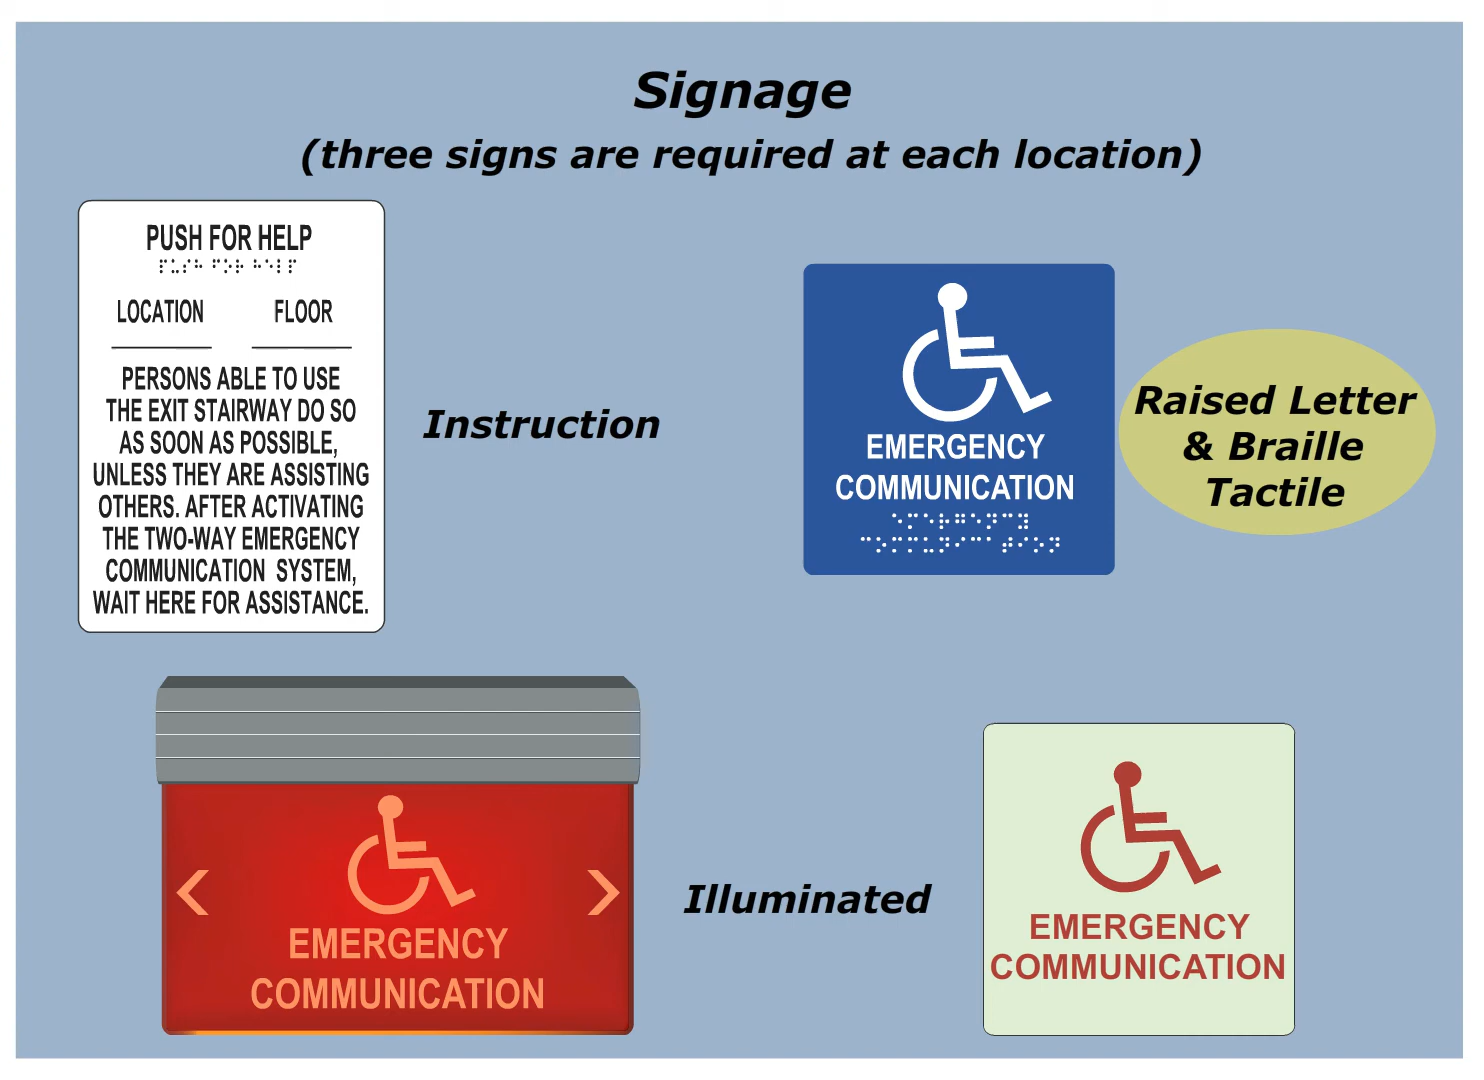 Signage
(three signs are required at each location)
PUSH FOR HELP
⠏⠥⠎⠓ ⠋⠕⠗ ⠓⠑⠇⠏
LOCATION FLOOR
PERSONS ABLE TO USE
THE EXIT STAIRWAY DO SO
AS SOON AS POSSIBLE,
UNLESS THEY ARE ASSISTING
OTHERS. AFTER ACTIVATING
THE TWO-WAY EMERGENCY
COMMUNICATION SYSTEM,
WAIT HERE FOR ASSISTANCE.
Instruction
EMERGENCY
COMMUNICATION
Raised Letter
& Braille
Tactile
EMERGENCY
COMMUNICATION
Illuminated
EMERGENCY
COMMUNICATION